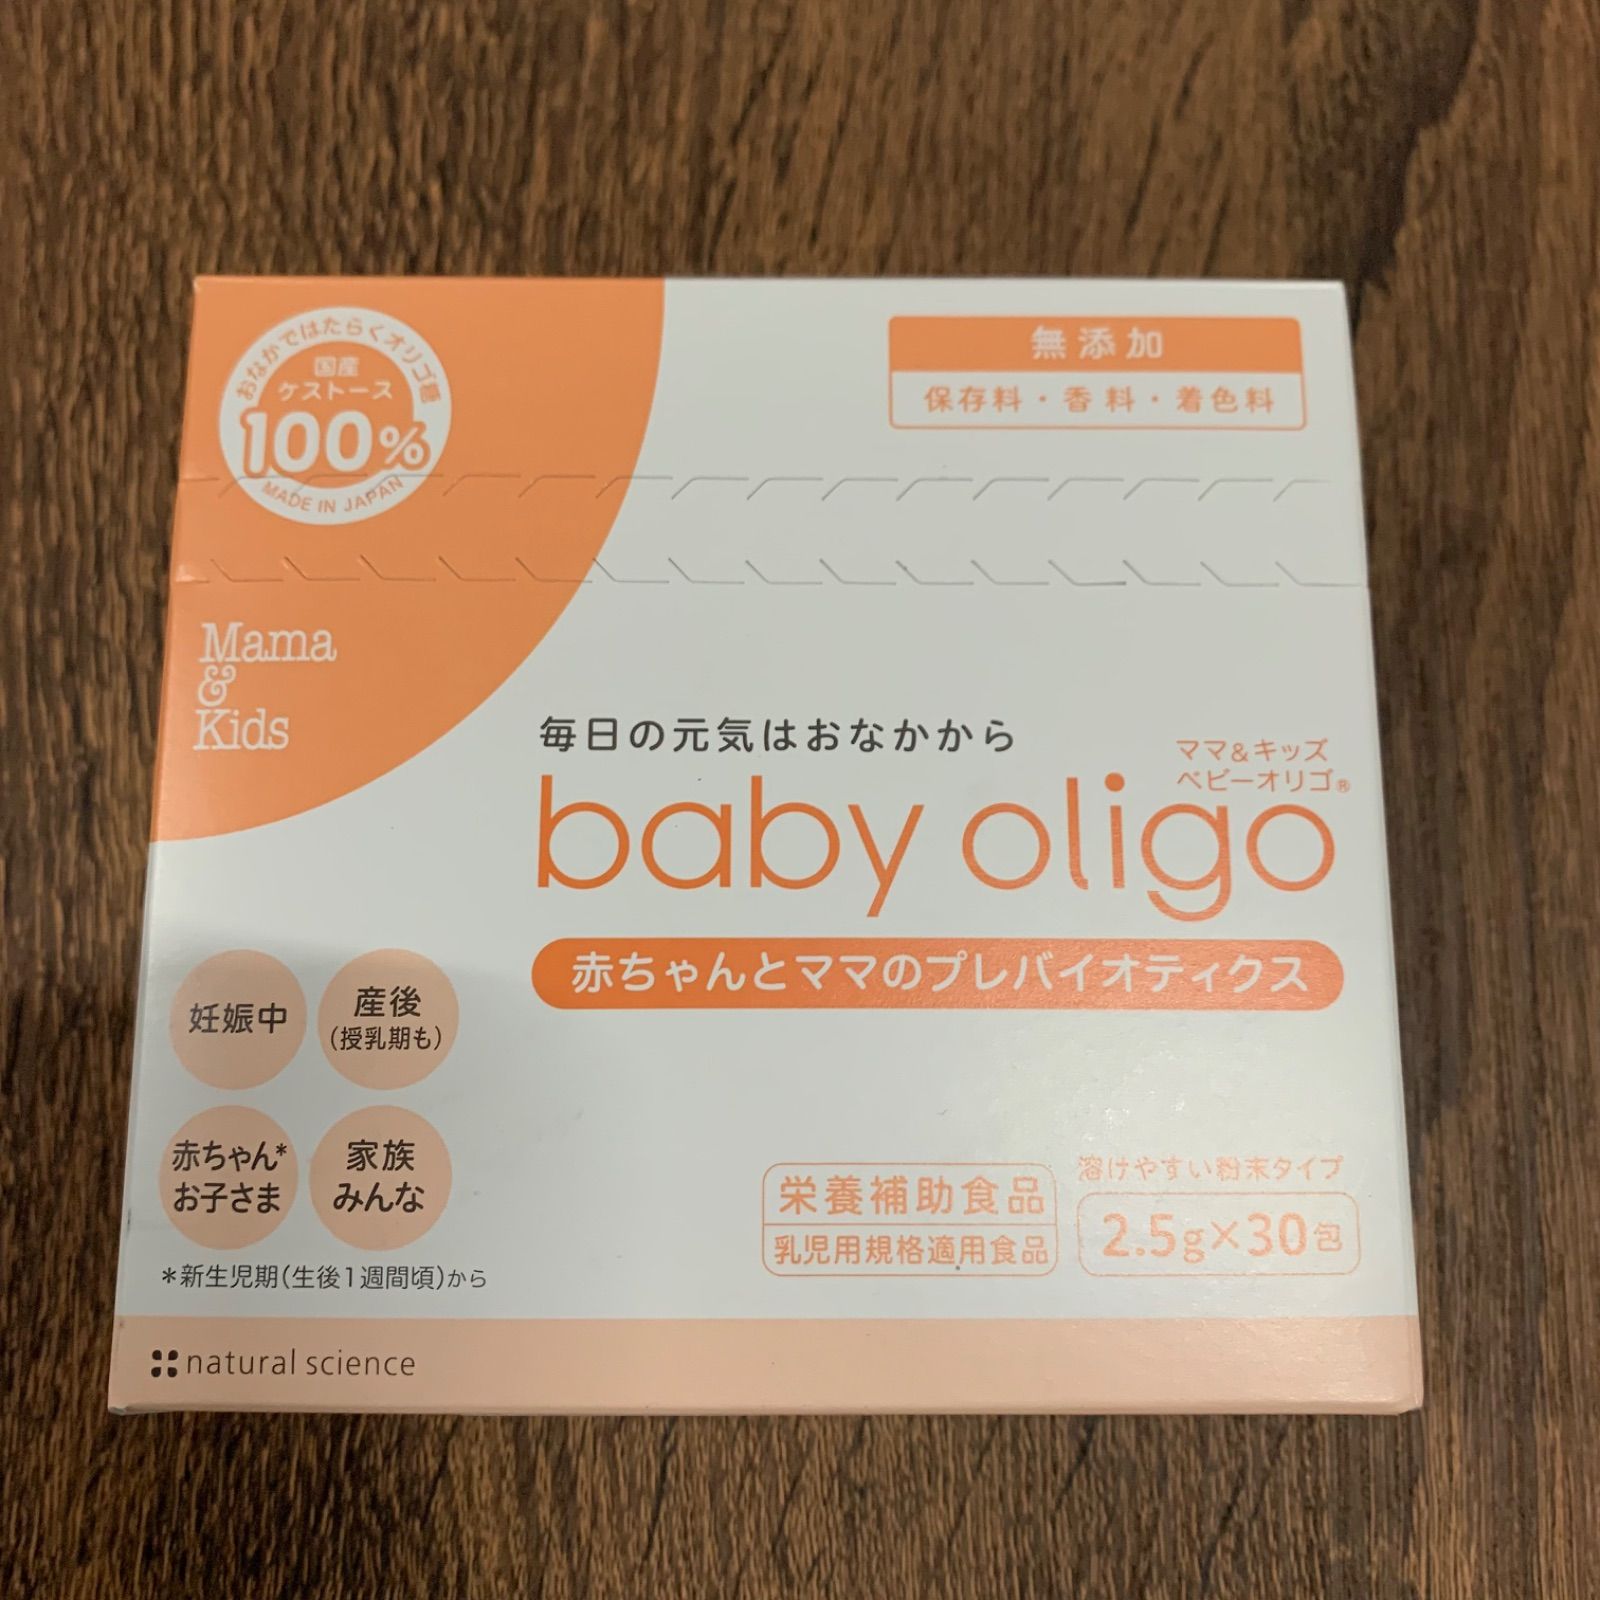 おなかではたらくオリゴ糖
国産
ケストース
100%
MADE IN JAPAN
無添加
保存料・香料・着色料
Mama
&
Kids
毎日の元気はおなかから
ママ&キッズ
ベビーオリゴ®
baby oligo
赤ちゃんとママのプレバイオティクス
妊娠中
産後
(授乳期も)
赤ちゃん*
お子さま
家族
みんな
*新生児期(生後1週間頃)から
栄養補助食品
乳児用規格適用食品
溶けやすい粉末タイプ
2.5g×30包
natural science